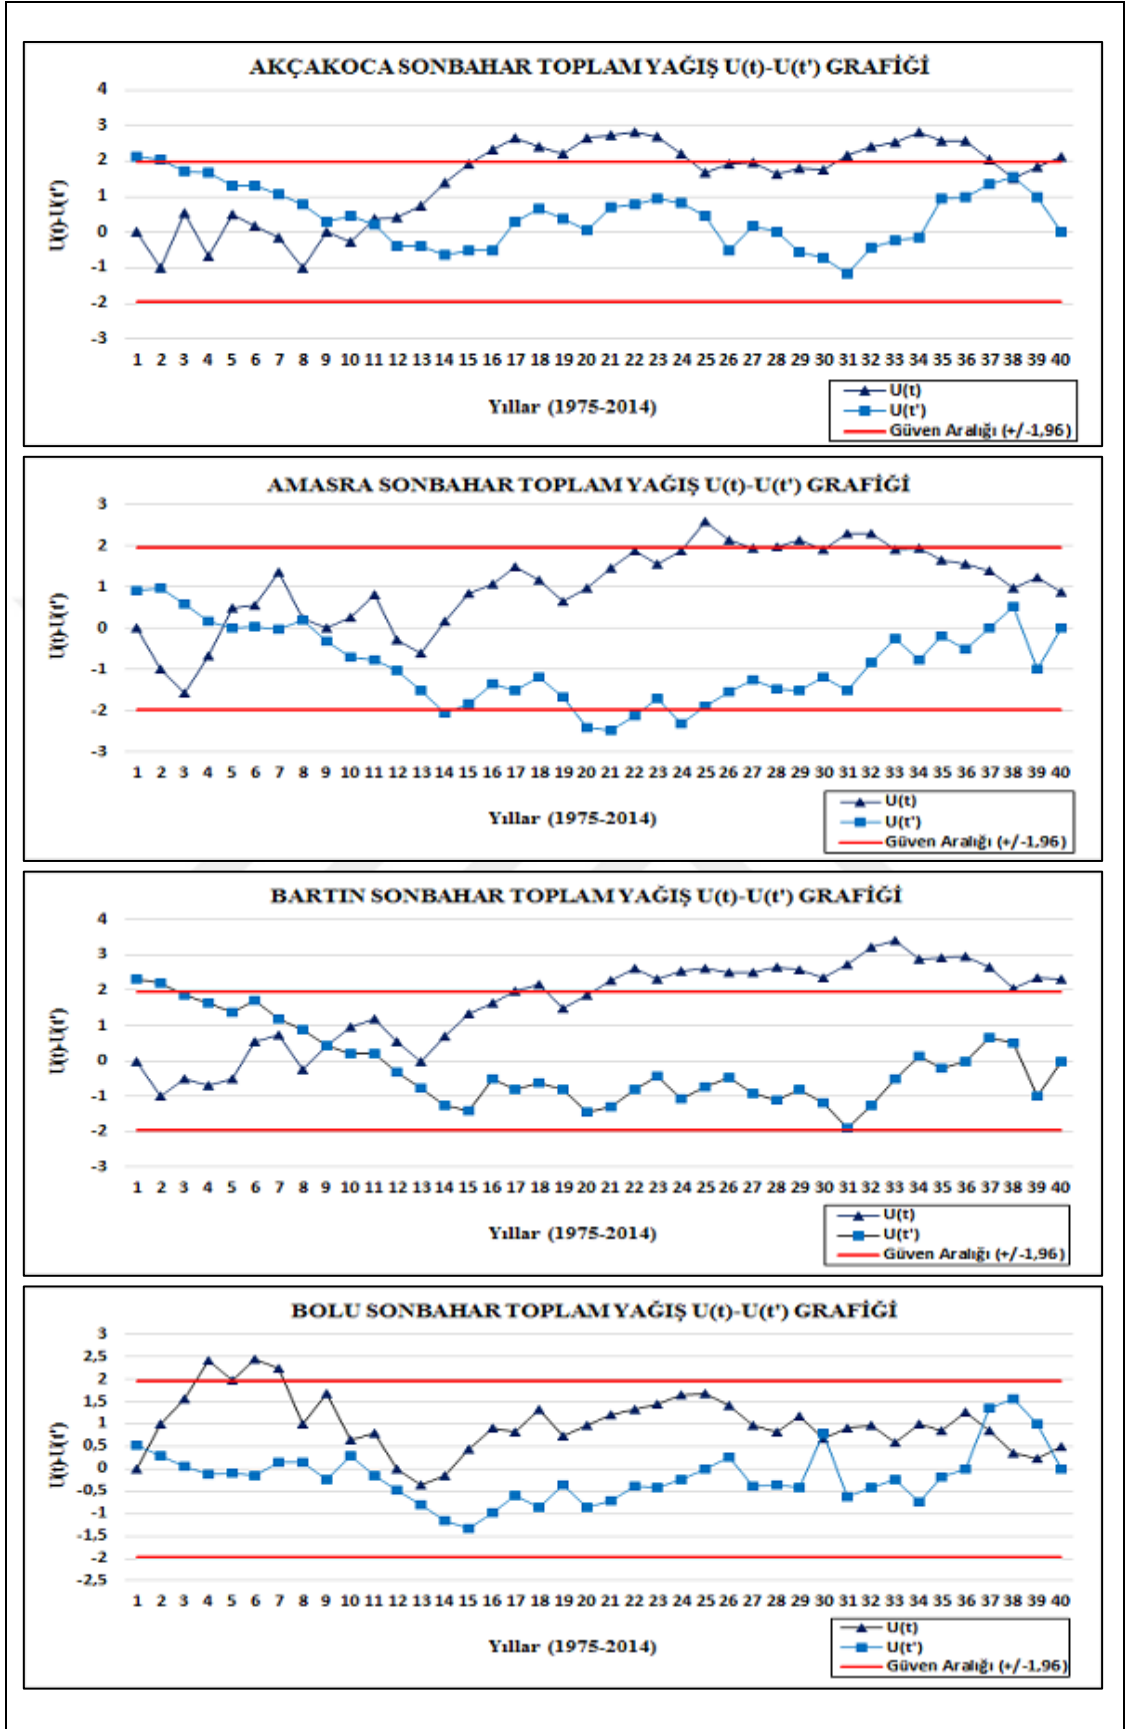 AKÇAKOCA SONBAHAR TOPLAM YAĞIŞ U(t)-U(t') GRAFİĞİ
4
3
2
1
0
-1
-2
-3
U(t)-U(t')
1 2 3 4 5 6 7 8 9 10 11 12 13 14 15 16 17 18 19 20 21 22 23 24 25 26 27 28 29 30 31 32 33 34 35 36 37 38 39 40
Yıllar (1975-2014)
U(t)
U(t')
Güven Aralığı (+/-1,96)
AMASRA SONBAHAR TOPLAM YAĞIŞ U(t)-U(t') GRAFİĞİ
3
2
1
0
-1
-2
-3
U(t)-U(t')
1 2 3 4 5 6 7 8 9 10 11 12 13 14 15 16 17 18 19 20 21 22 23 24 25 26 27 28 29 30 31 32 33 34 35 36 37 38 39 40
Yıllar (1975-2014)
U(t)
U(t')
Güven Aralığı (+/-1,96)
BARTIN SONBAHAR TOPLAM YAĞIŞ U(t)-U(t') GRAFİĞİ
4
3
2
1
0
-1
-2
-3
U(t)-U(t')
1 2 3 4 5 6 7 8 9 10 11 12 13 14 15 16 17 18 19 20 21 22 23 24 25 26 27 28 29 30 31 32 33 34 35 36 37 38 39 40
Yıllar (1975-2014)
U(t)
U(t')
Güven Aralığı (+/-1,96)
BOLU SONBAHAR TOPLAM YAĞIŞ U(t)-U(t') GRAFİĞİ
3
2,5
2
1,5
1
0,5
0
-0,5
-1
-1,5
-2
-2,5
U(t)-U(t')
1 2 3 4 5 6 7 8 9 10 11 12 13 14 15 16 17 18 19 20 21 22 23 24 25 26 27 28 29 30 31 32 33 34 35 36 37 38 39 40
Yıllar (1975-2014)
U(t)
U(t')
Güven Aralığı (+/-1,96)